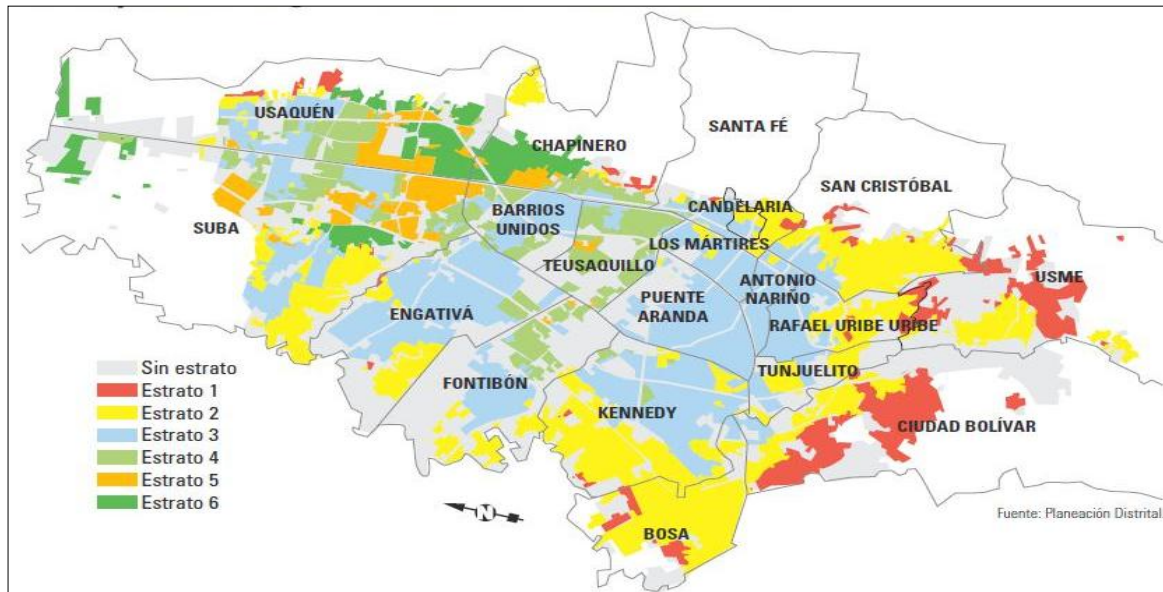 USAQUÉN
CHAPINERO
SANTA FÉ
SAN CRISTÓBAL
SUBA
BARRIOS
UNIDOS
CANDELARIA
LOS MÁRTIRES
TEUSAQUILLO
USME
ENGATIVÁ
PUENTE
ARANDA
ANTONIO
NARIÑO
RAFAEL URIBE URÍBE
FONTIBÓN
TUNJUELITO
KENNEDY
CIUDAD BOLÍVAR
BOSA
Sin estrato
Estrato 1
Estrato 2
Estrato 3
Estrato 4
Estrato 5
Estrato 6
N
Fuente: Planeación Distrital